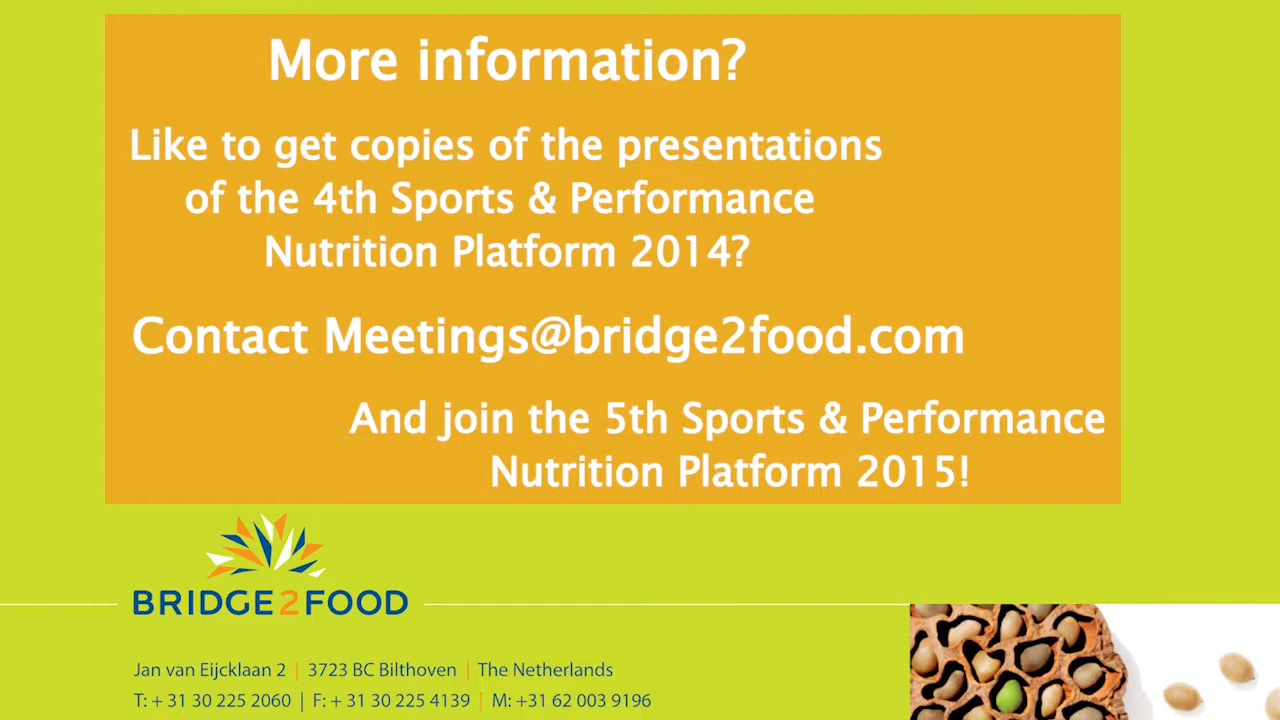 More information?
Like to get copies of the presentations
of the 4th Sports & Performance
Nutrition Platform 2014?
Contact Meetings@bridge2food.com
And join the 5th Sports & Performance
Nutrition Platform 2015!
BRIDGE2FOOD
Jan van Eijcklaan 2 | 3723 BC Bilthoven | The Netherlands
T: + 31 30 225 2060 | F: + 31 30 225 4139 | M: +31 62 003 9196